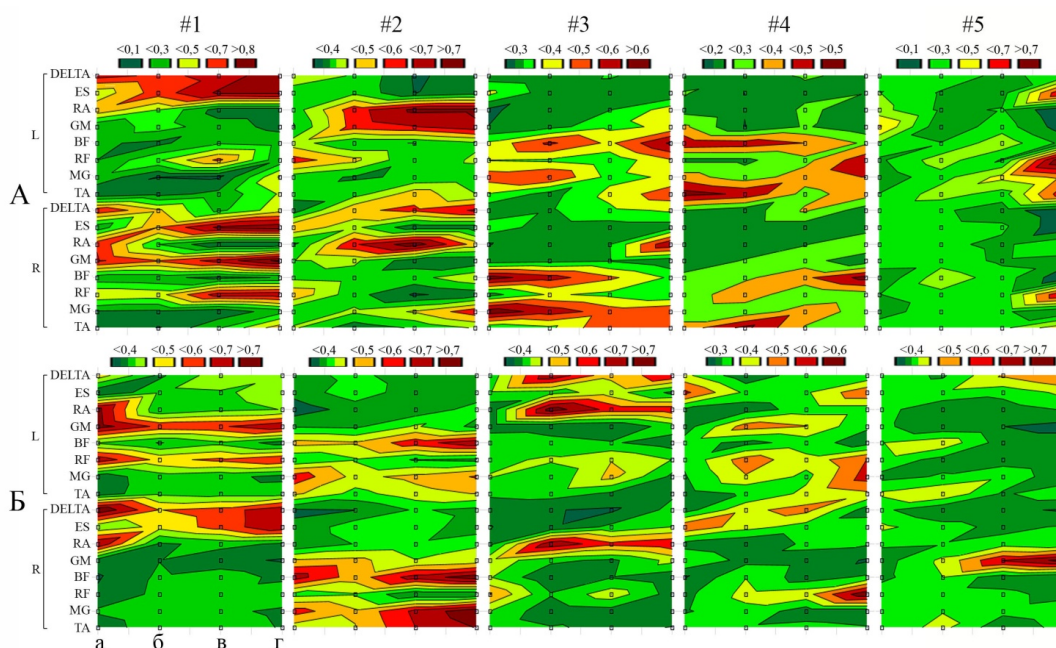 #1 #2 #3 #4 #5
<0,1 <0,3 <0,5 <0,7 >0,8 <0,4 <0,5 <0,6 <0,7 >0,7 <0,3 <0,4 <0,5 <0,6 >0,6 <0,2 <0,3 <0,4 <0,5 >0,5 <0,1 <0,3 <0,5 <0,7 >0,7
DELTA
ES
RA
L
GM
BF
RF
MG
TA
А
DELTA
ES
RA
R
GM
BF
RF
MG
TA
<0,4 <0,5 <0,6 >0,7 <0,4 <0,5 <0,6 <0,7 >0,7 <0,4 <0,5 <0,6 <0,7 >0,7 <0,3 <0,4 <0,5 <0,6 >0,6 <0,4 <0,5 <0,6 <0,7 >0,7
DELTA
ES
RA
L
GM
BF
RF
MG
TA
Б
DELTA
ES
RA
R
GM
BF
RF
MG
TA
а б в г